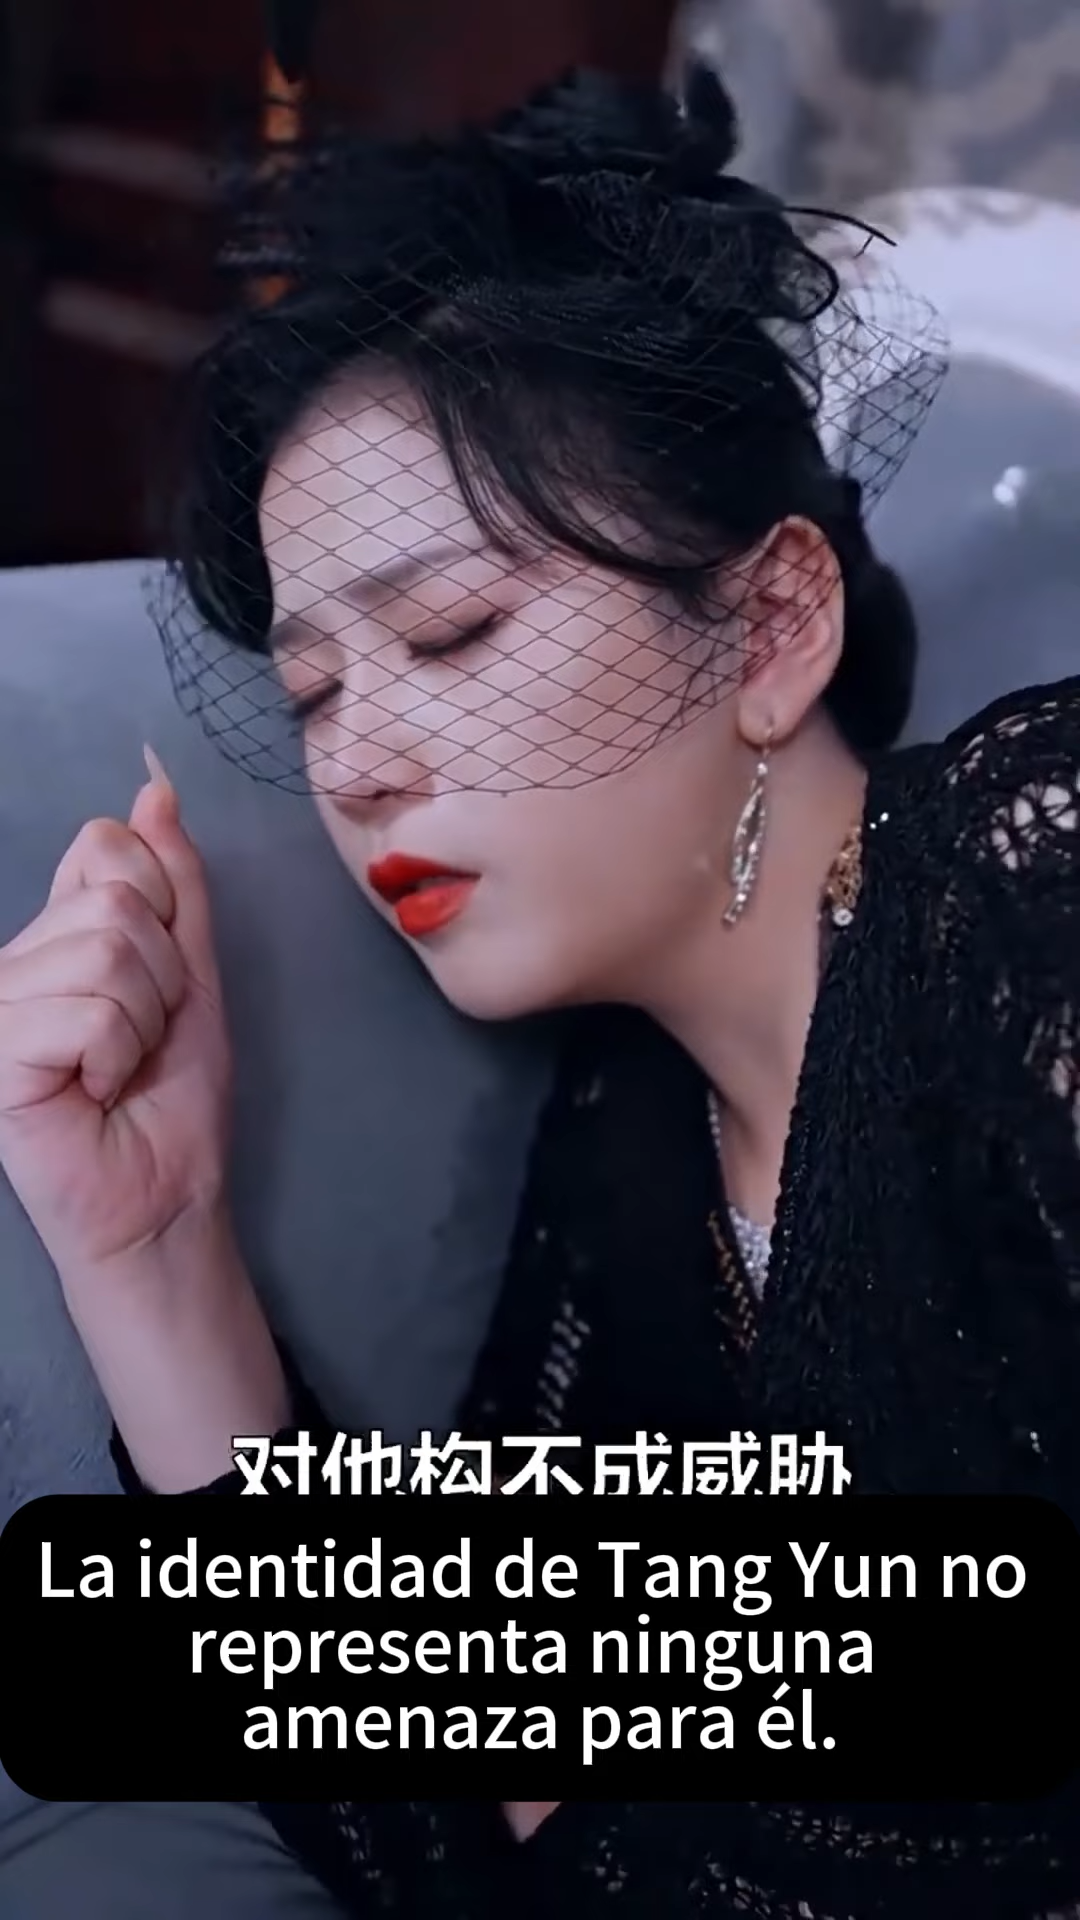 对他构不成威胁
La identidad de Tang Yun no
representa ninguna
amenaza para él.